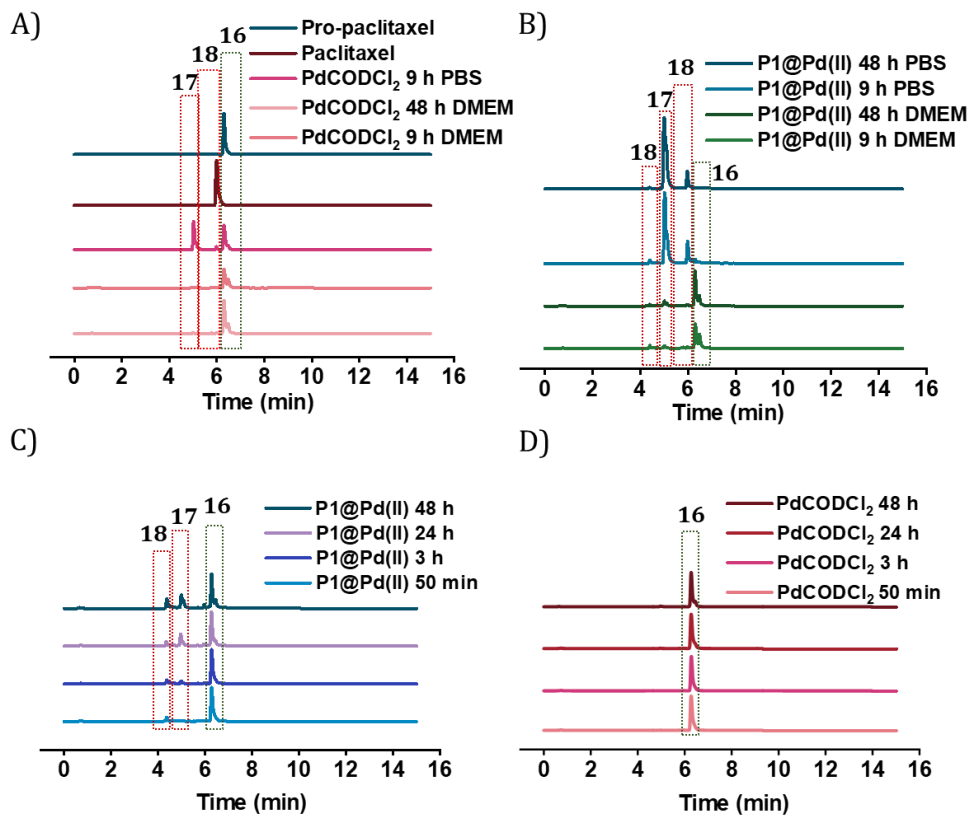 A)
Pro-paclitaxel
Paclitaxel
PdCODCl₂ 9 h PBS
PdCODCl₂ 48 h DMEM
PdCODCl₂ 9 h DMEM
17
18
16
0 2 4 6 8 10 12 14 16
Time (min)
B)
P1@Pd(II) 48 h PBS
P1@Pd(II) 9 h PBS
P1@Pd(II) 48 h DMEM
P1@Pd(II) 9 h DMEM
18
17
18
16
0 2 4 6 8 10 12 14 16
Time (min)
C)
P1@Pd(II) 48 h
P1@Pd(II) 24 h
P1@Pd(II) 3 h
P1@Pd(II) 50 min
18
17
16
0 2 4 6 8 10 12 14 16
Time (min)
D)
PdCODCl₂ 48 h
PdCODCl₂ 24 h
PdCODCl₂ 3 h
PdCODCl₂ 50 min
16
0 2 4 6 8 10 12 14 16
Time (min)